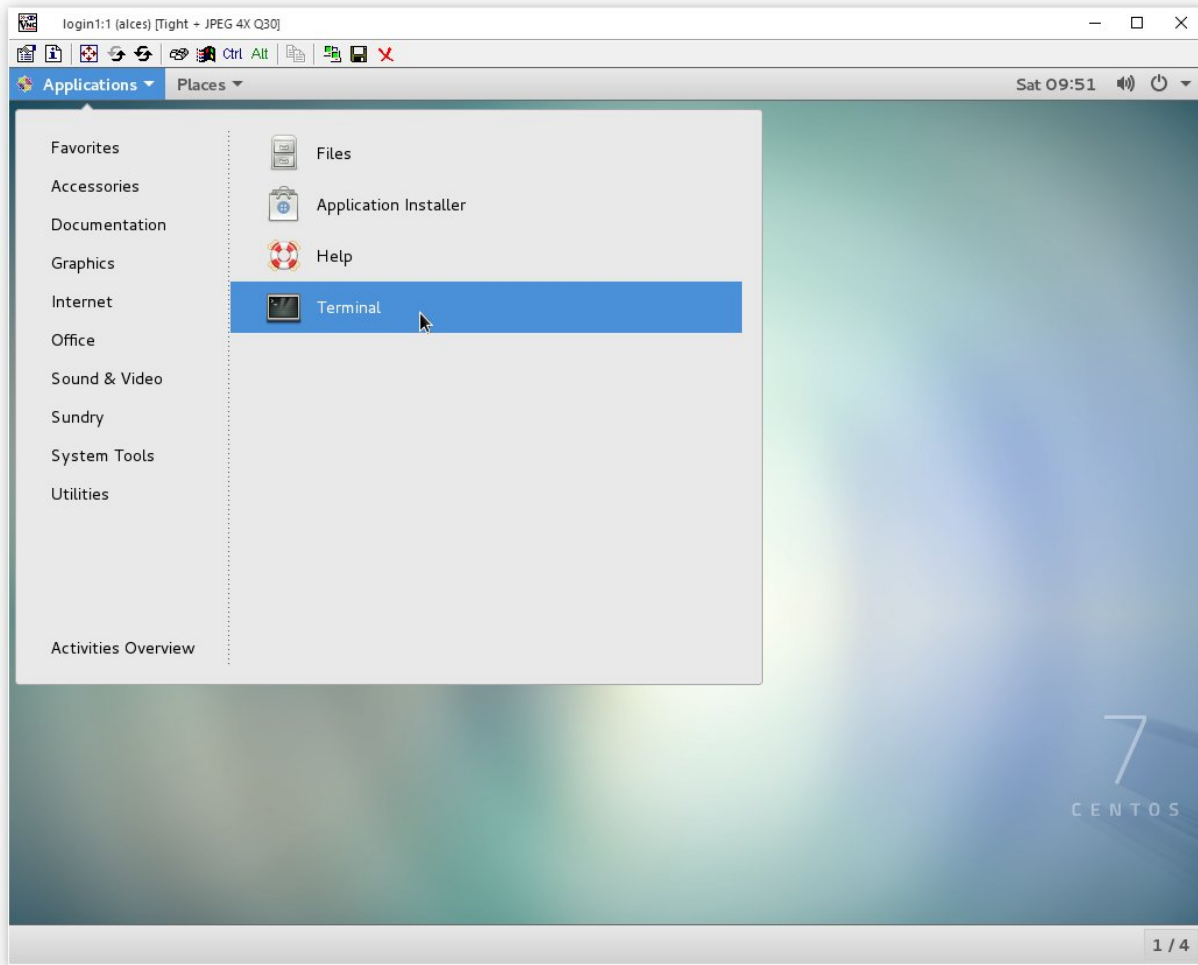 login1:1 (alces) [Tight + JPEG 4X Q30]
Ctrl Alt
Applications Places Sat 09:51
Favorites
Accessories
Documentation
Graphics
Internet
Office
Sound & Video
Sundry
System Tools
Utilities
Activities Overview
Files
Application Installer
Help
Terminal
7
CENTOS
1 / 4